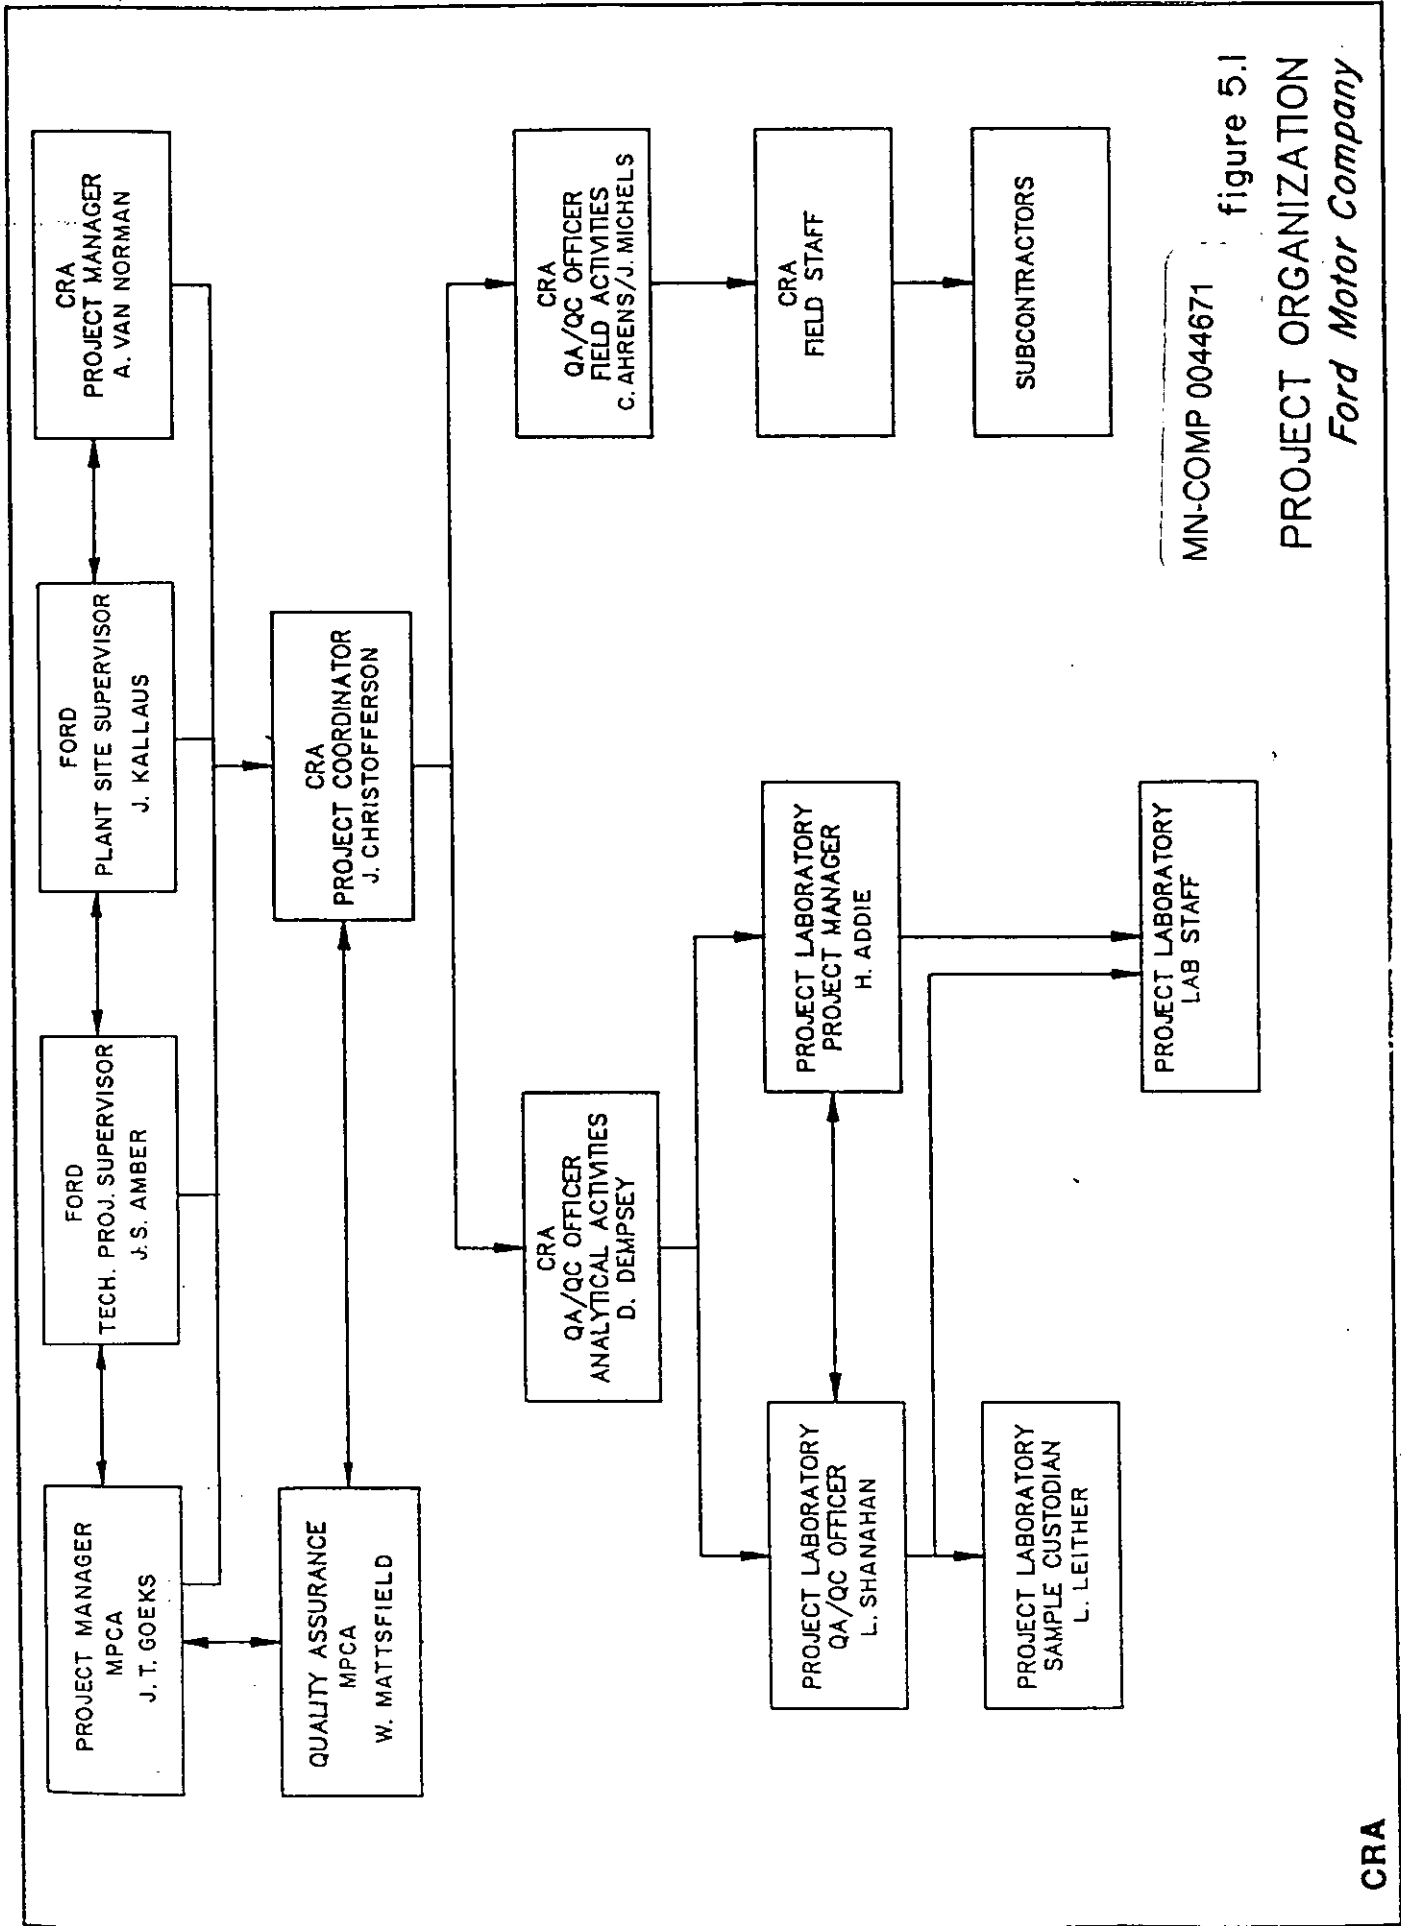 PROJECT MANAGER
MPCA
J. T. GOEKS
FORD
TECH. PROJ. SUPERVISOR
J. S. AMBER
FORD
PLANT SITE SUPERVISOR
J. KALLAUS
CRA
PROJECT MANAGER
A. VAN NORMAN
QUALITY ASSURANCE
MPCA
W. MATTSFIELD
CRA
PROJECT COORDINATOR
J. CHRISTOFFERSON
CRA
QA/QC OFFICER
ANALYTICAL ACTIVITIES
D. DEMPSEY
CRA
QA/QC OFFICER
FIELD ACTIVITIES
C. AHRENS/J. MICHELS
PROJECT LABORATORY
QA/QC OFFICER
L. SHANAHAN
PROJECT LABORATORY
PROJECT MANAGER
H. ADDIE
CRA
FIELD STAFF
PROJECT LABORATORY
SAMPLE CUSTODIAN
L. LEITHER
PROJECT LABORATORY
LAB STAFF
SUBCONTRACTORS
MN-COMP 0044671
figure 5.1
PROJECT ORGANIZATION
Ford Motor Company
CRA